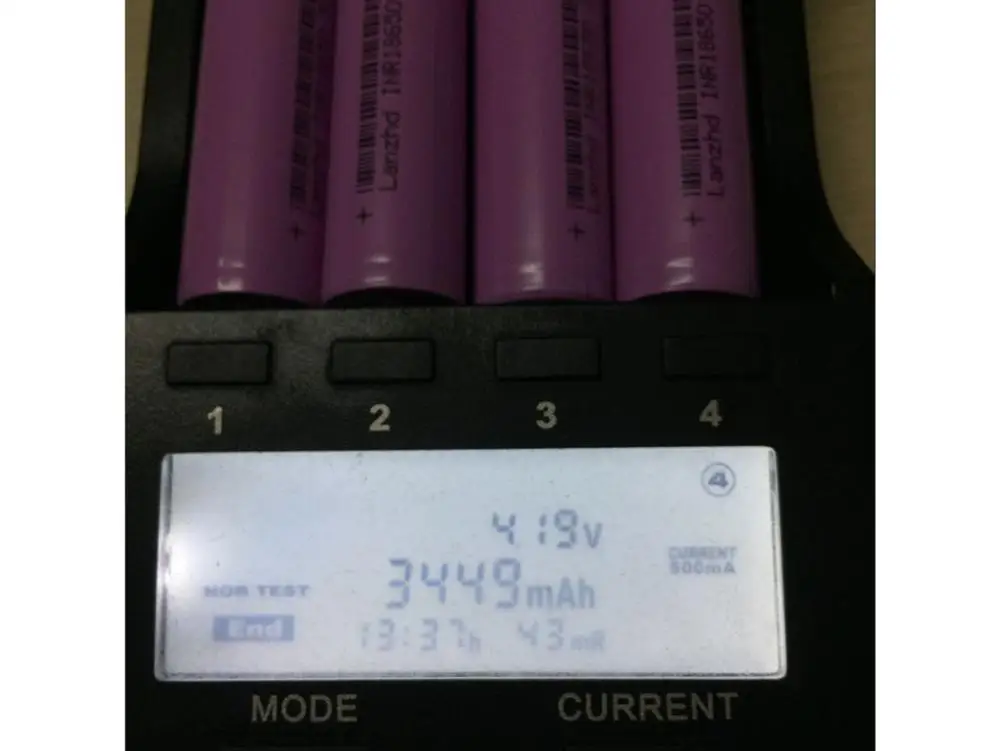 +
Lanzhd INR18650
+
+
Lanzhd INR18650
+
1
2
3
4
4
4.19V
CURRENT
500mA
3449mAh
NOR TEST
End
13:37h 43mR
MODE
CURRENT